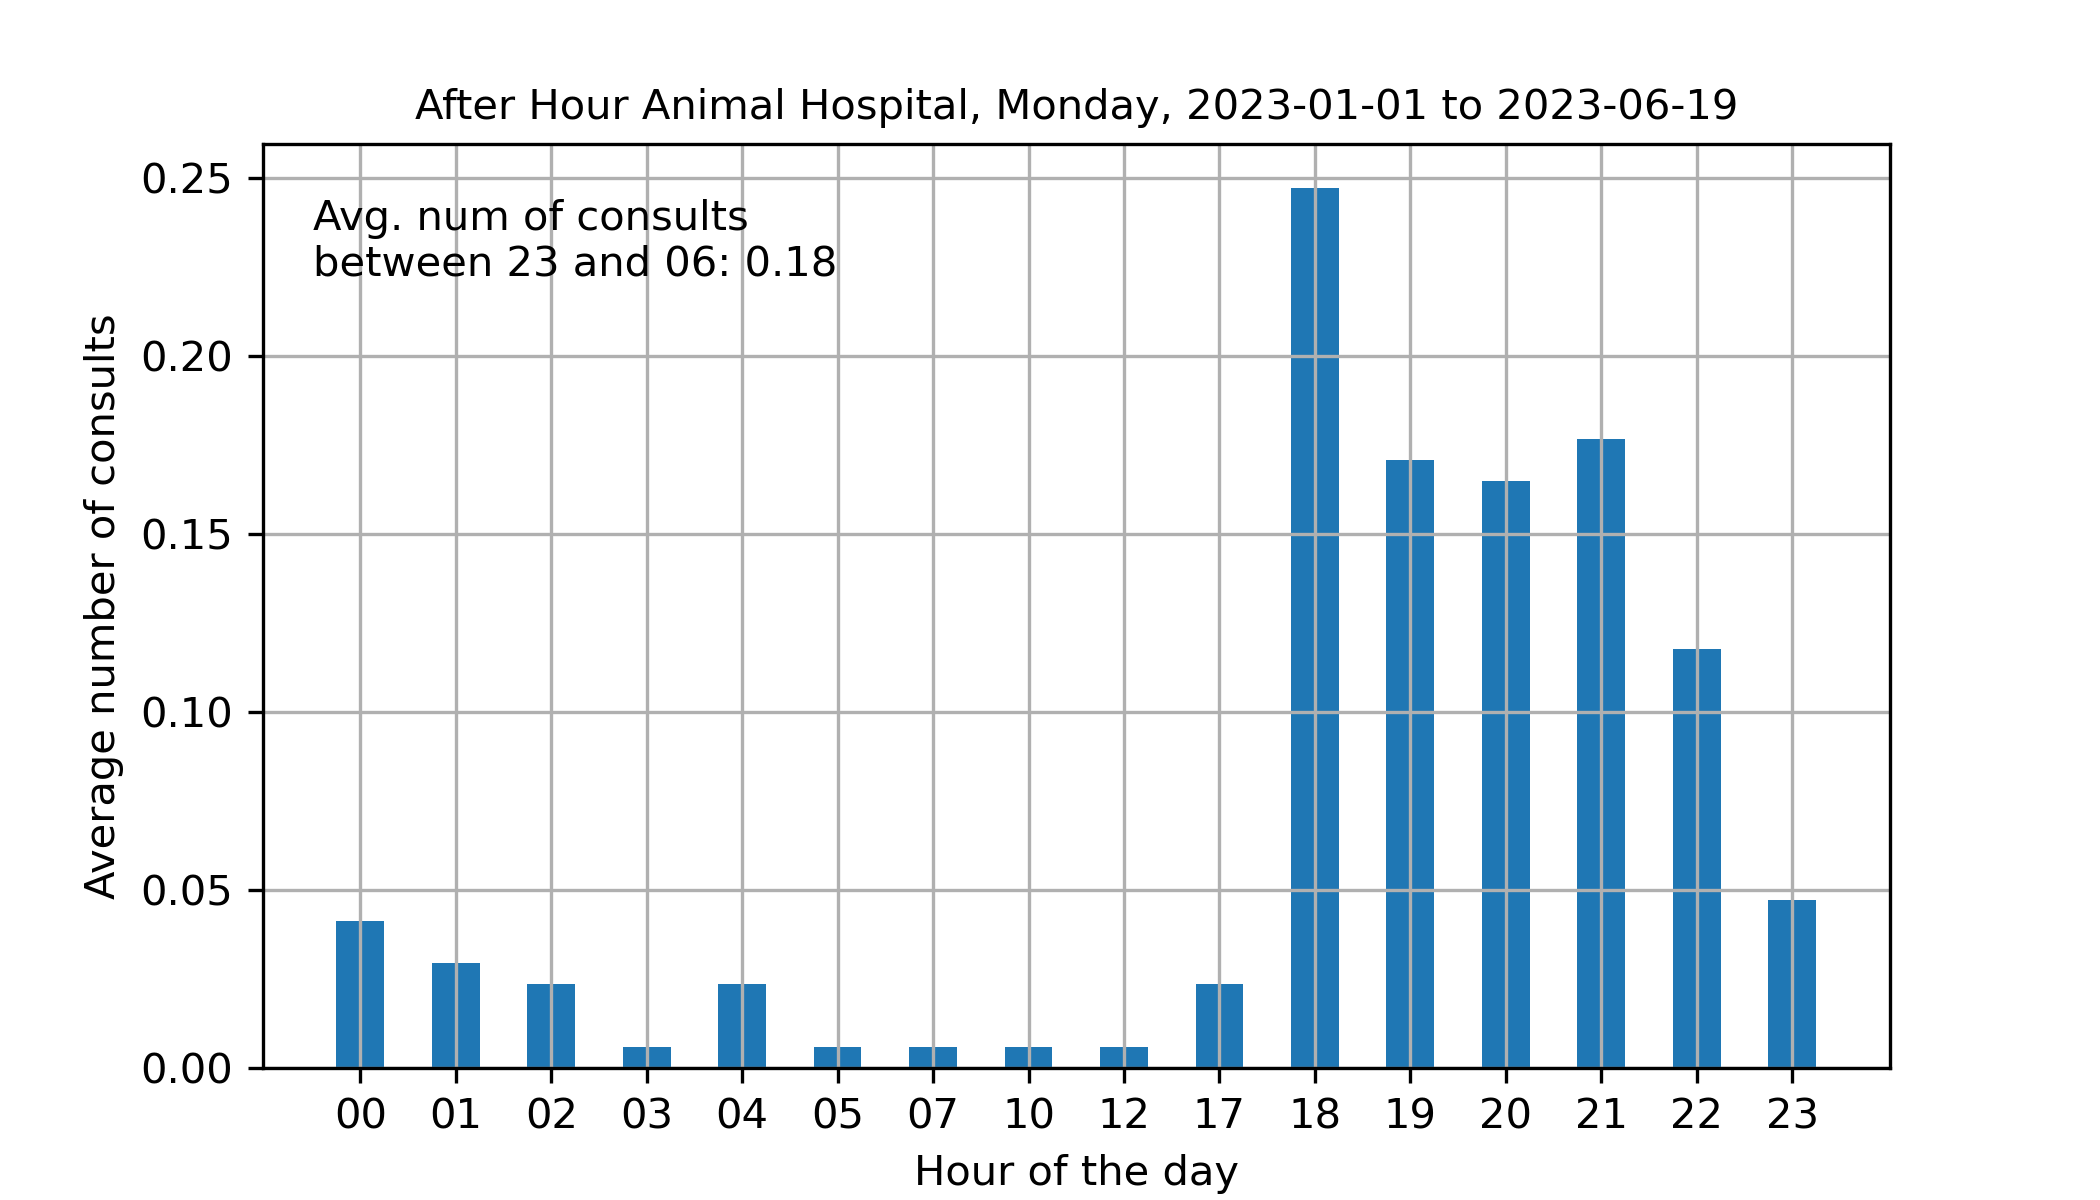 After Hour Animal Hospital, Monday, 2023-01-01 to 2023-06-19
0.25
Avg. num of consults
between 23 and 06: 0.18
0.20
0.15
0.10
0.05
0.00
Average number of consults
00 01 02 03 04 05 07 10 12 17 18 19 20 21 22 23
Hour of the day